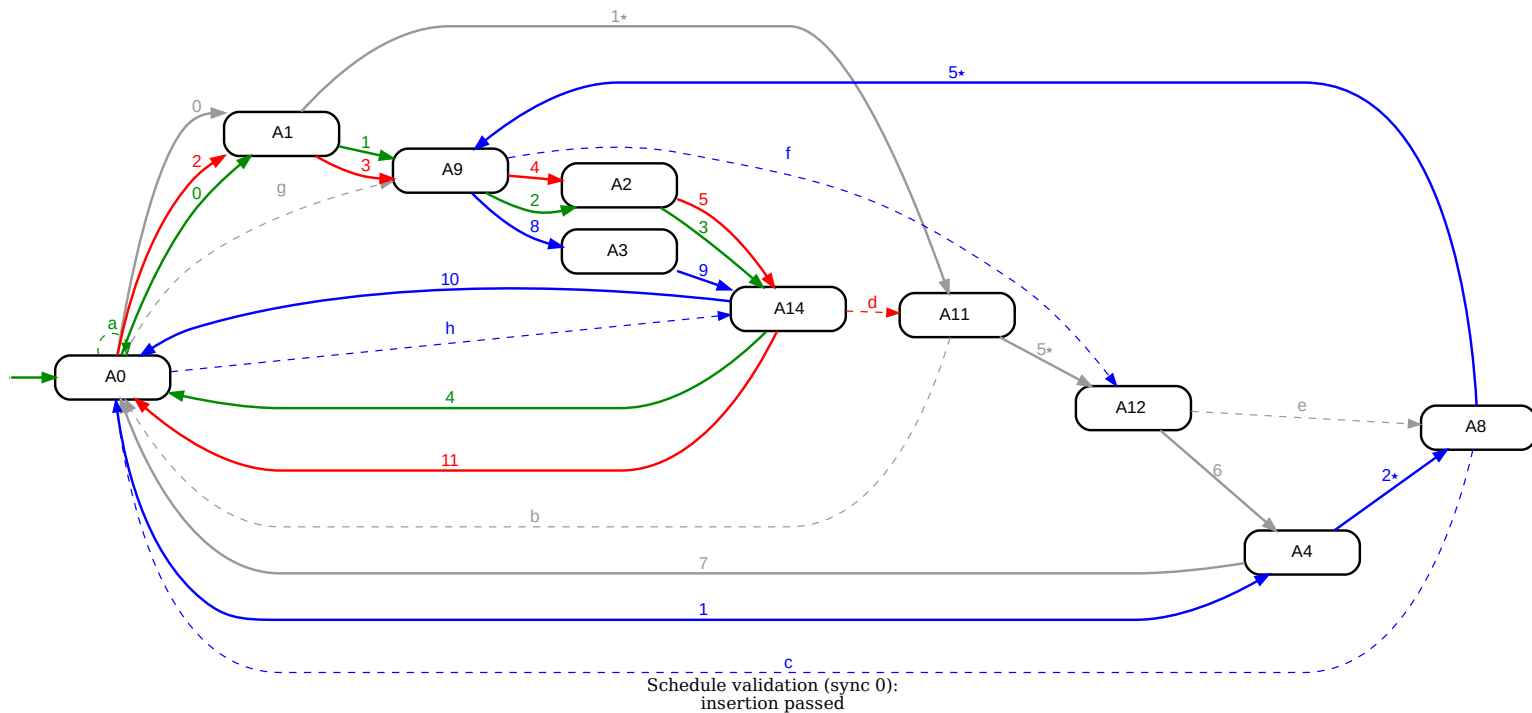 1⋆
5⋆
0
A1
1
f
2
3
A9
4
g
0
2
A2
5
8
3
A3
9
10
a
h
A14
d
A11
5⋆
A0
4
A12
e
A8
11
6
2⋆
b
A4
7
1
c
Schedule validation (sync 0):
insertion passed